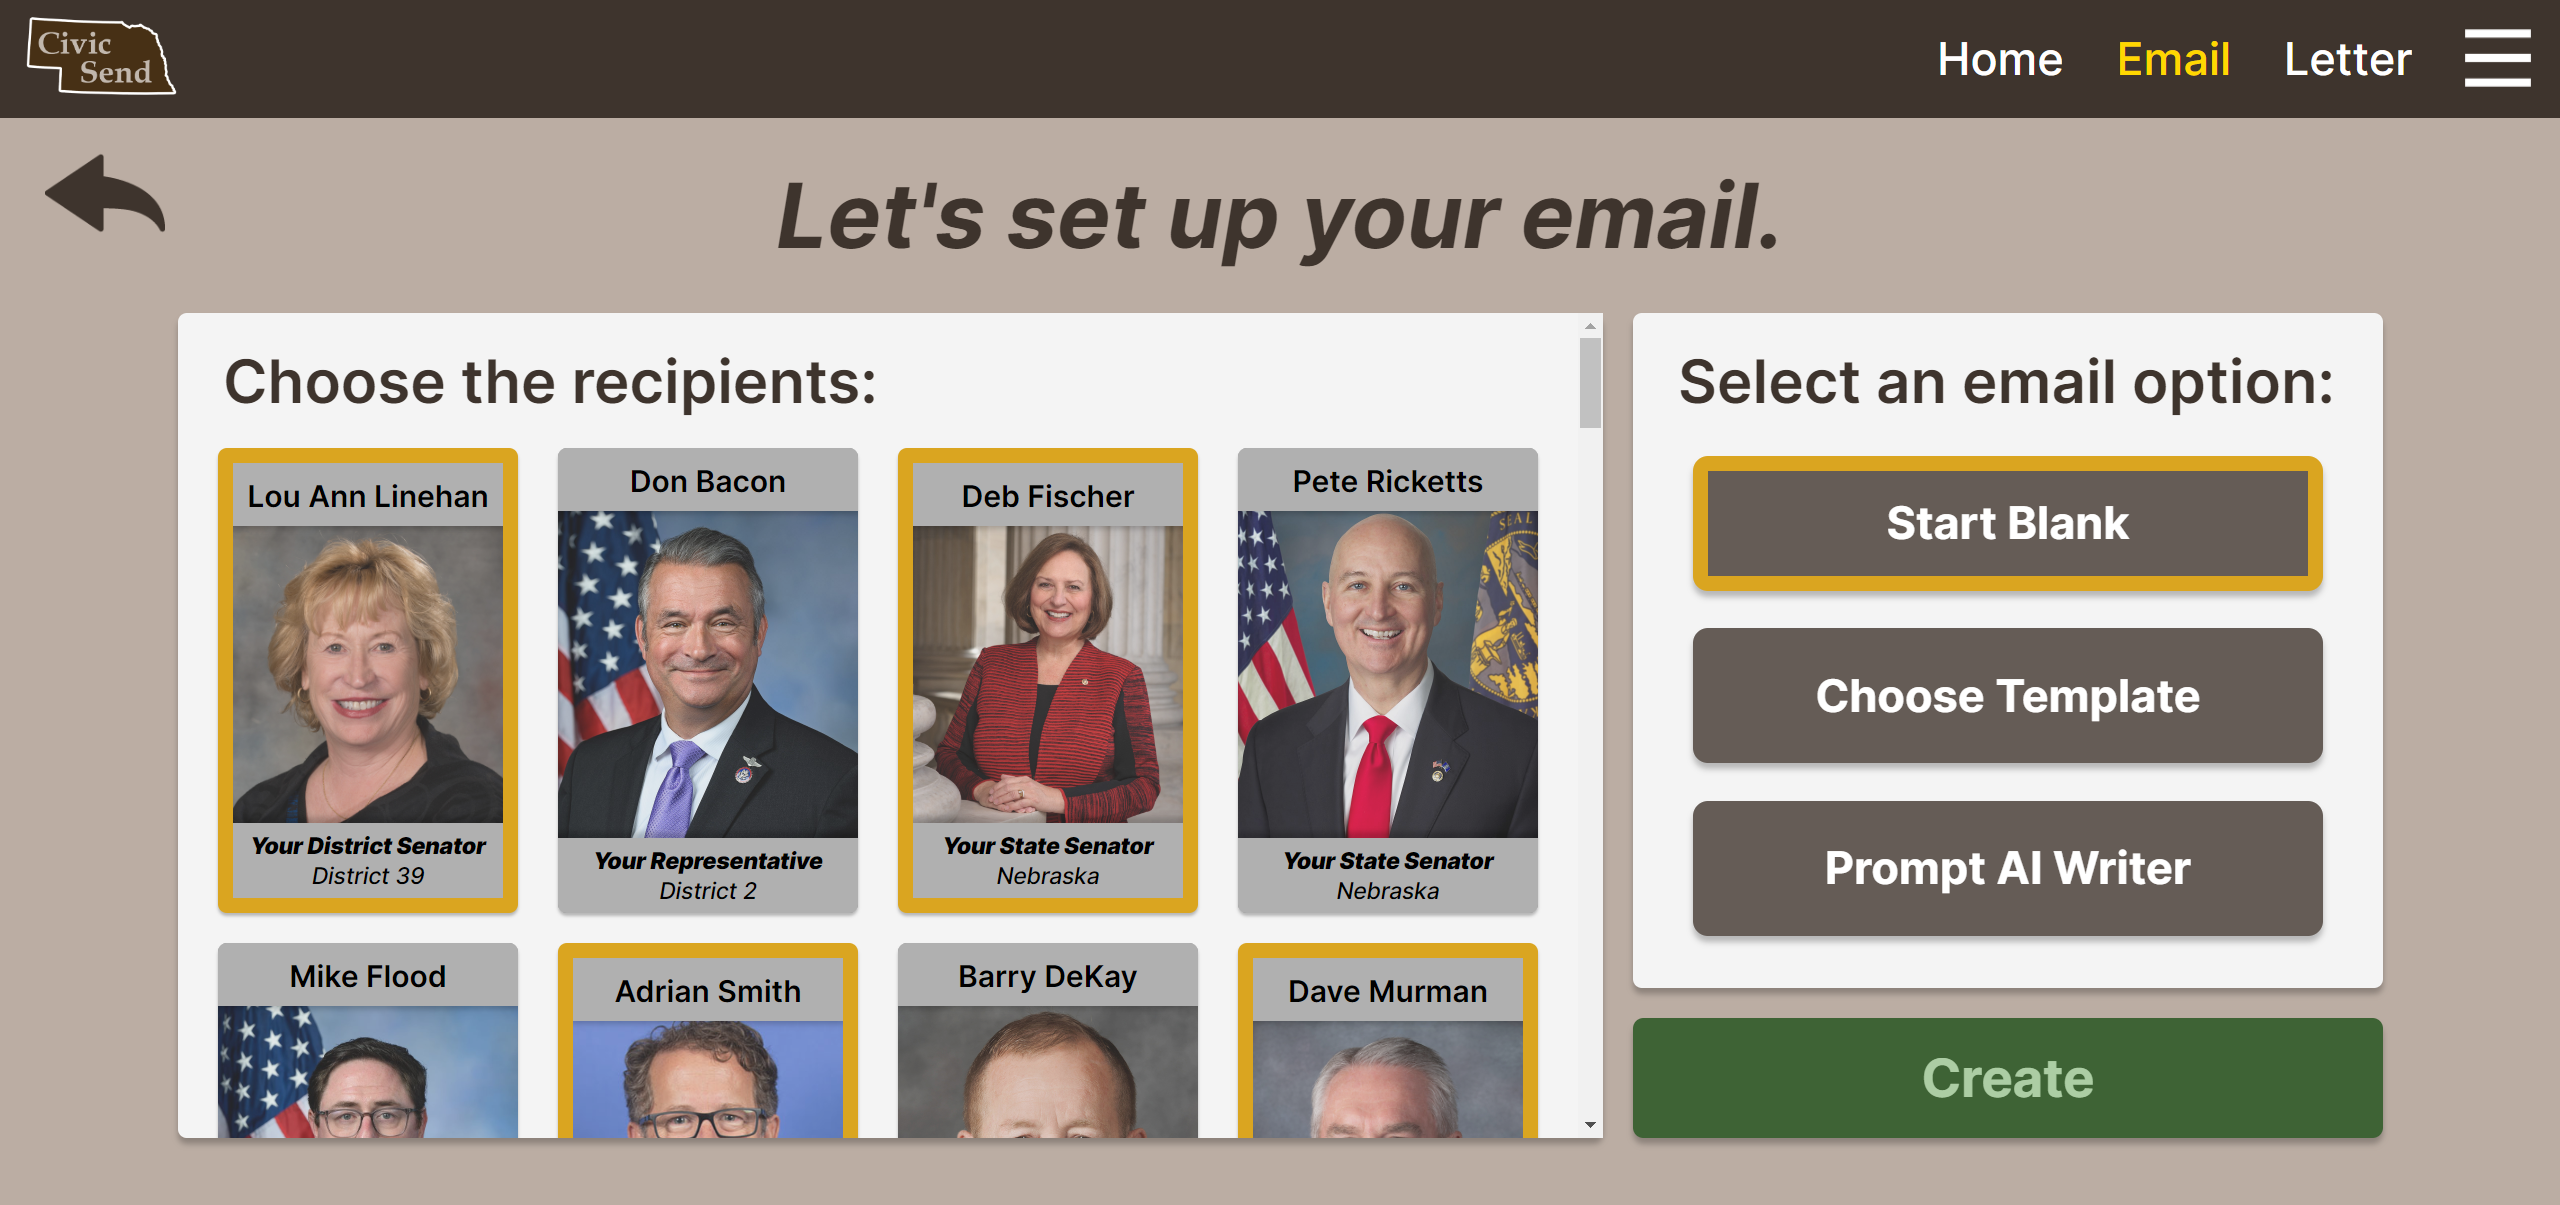 Civic
Send
Home
Email
Letter
Let's set up your email.
Choose the recipients:
Lou Ann Linehan
Your District Senator
District 39
Don Bacon
Your Representative
District 2
Deb Fischer
Your State Senator
Nebraska
Pete Ricketts
SEAL
Your State Senator
Nebraska
Mike Flood
Adrian Smith
Barry DeKay
Dave Murman
Select an email option:
Start Blank
Choose Template
Prompt AI Writer
Create